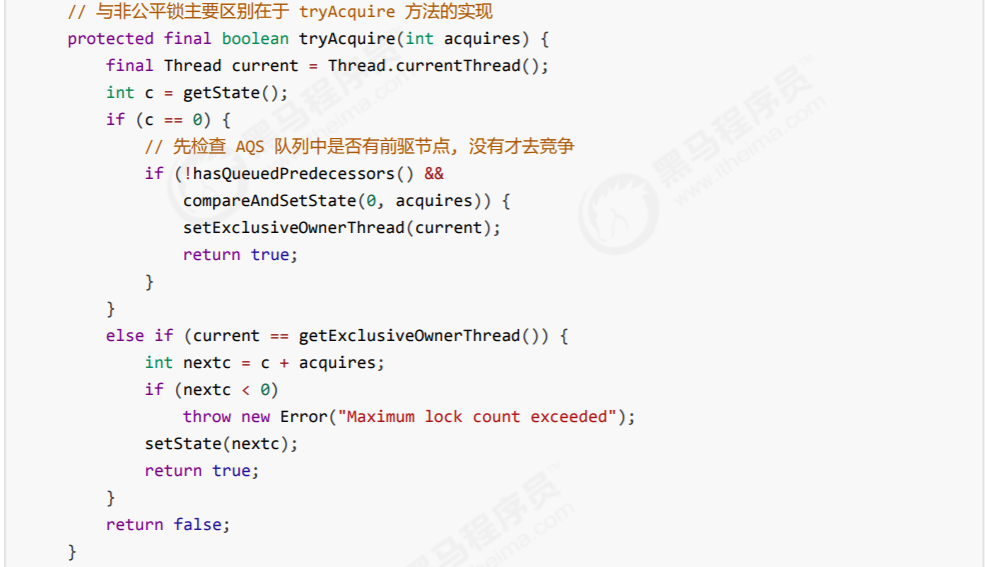 // 与非公平锁主要区别在于 tryAcquire 方法的实现
protected final boolean tryAcquire(int acquires) {
    final Thread current = Thread.currentThread();
    int c = getState();
    if (c == 0) {
        // 先检查 AQS 队列中是否有前驱节点, 没有才去竞争
        if (!hasQueuedPredecessors() &&
            compareAndSetState(0, acquires)) {
            setExclusiveOwnerThread(current);
            return true;
        }
    }
    else if (current == getExclusiveOwnerThread()) {
        int nextc = c + acquires;
        if (nextc < 0)
            throw new Error("Maximum lock count exceeded");
        setState(nextc);
        return true;
    }
    return false;
}
黑马程序员
www.itheima.com
黑马程序员
www.itheima.com
黑马程序员